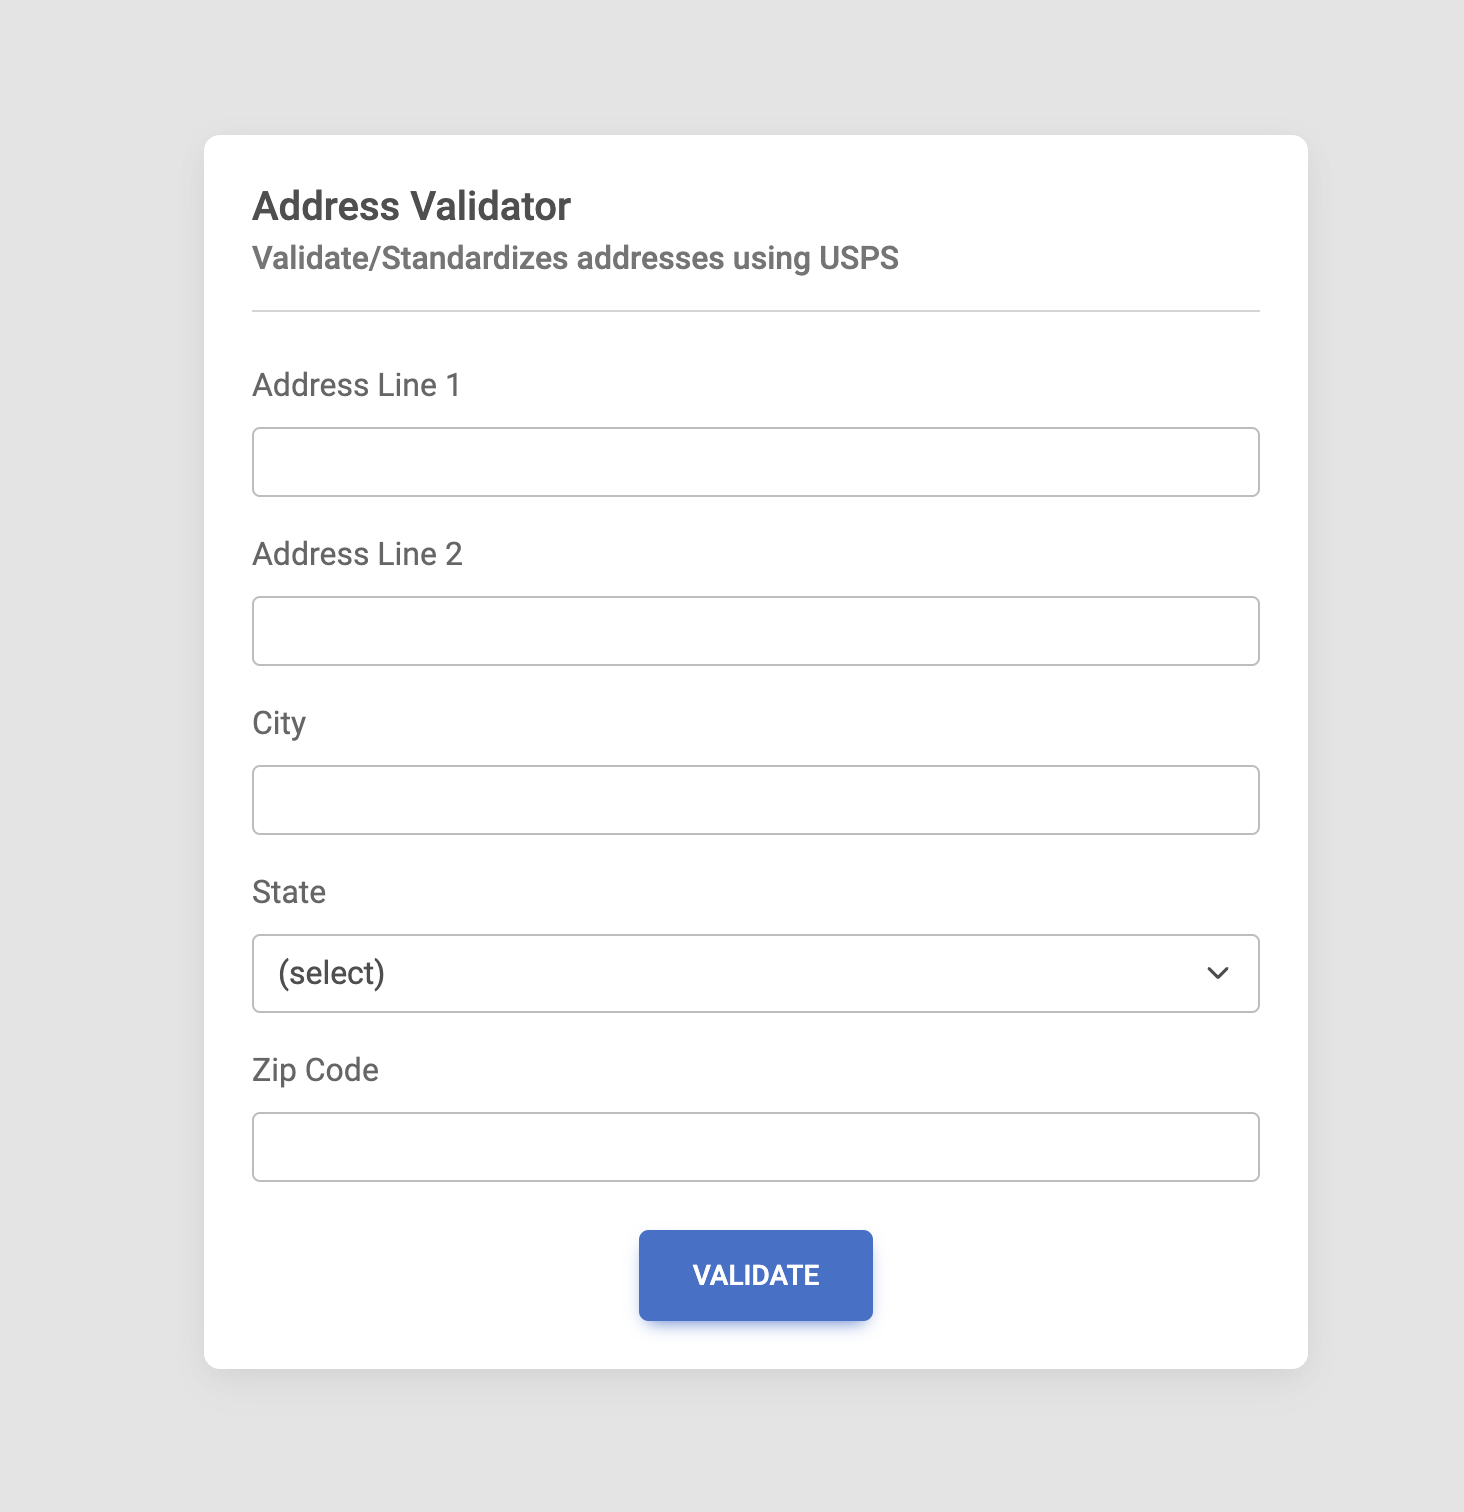 Address Validator
Validate/Standardizes addresses using USPS
Address Line 1
Address Line 2
City
State
(select)
Zip Code
VALIDATE